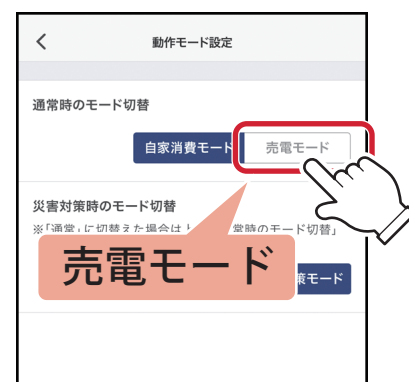 動作モード設定
通常時のモード切替
自家消費モード 売電モード
災害対策時のモード切替
※「通常」に切替えた場合は 常時のモード切替」
売電モード
策モード